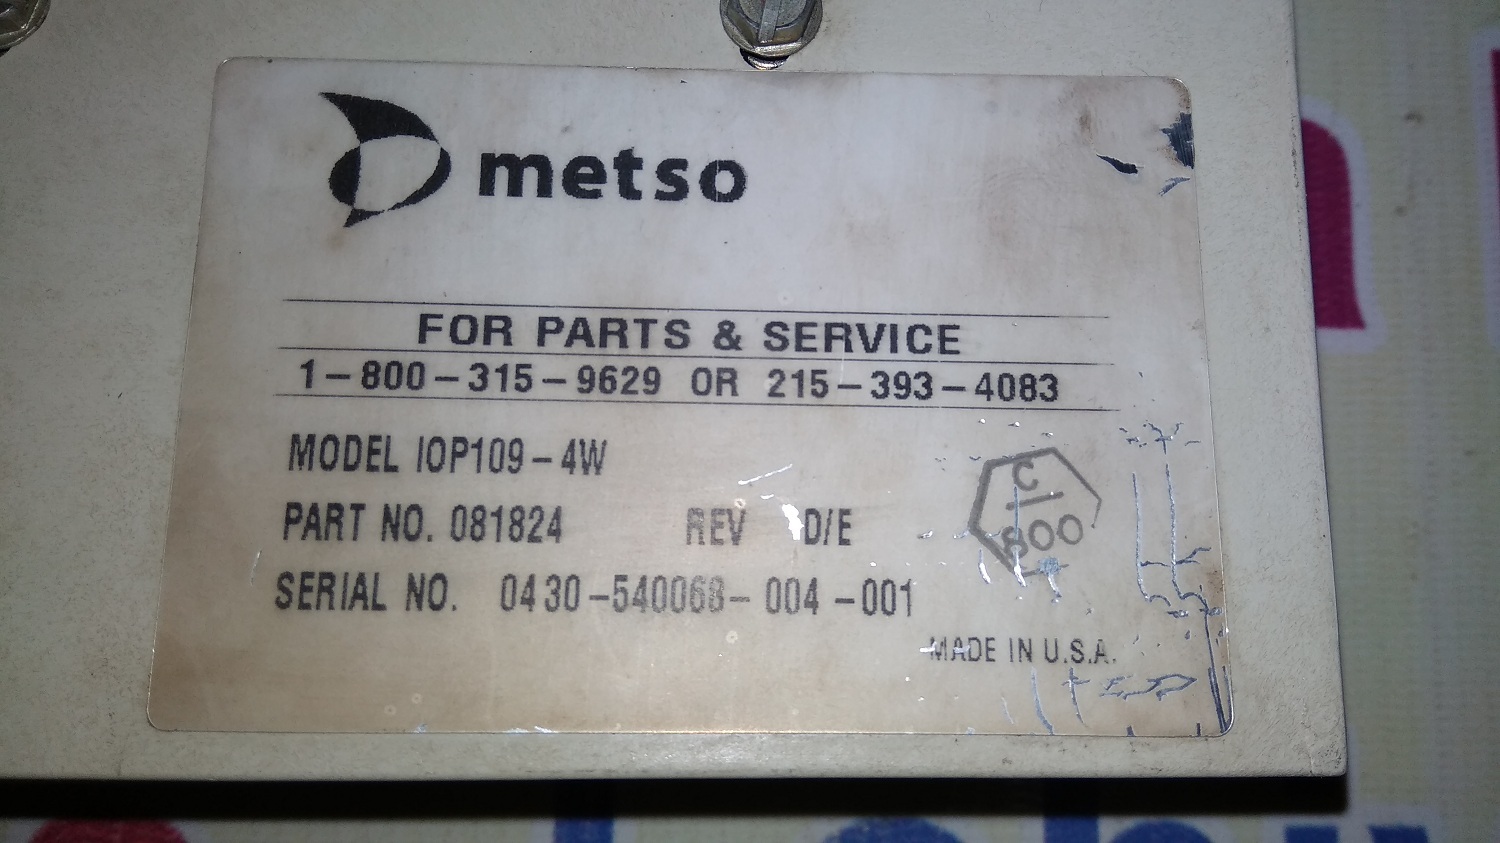 metso
FOR PARTS & SERVICE
1-800-315-9629 OR 215-393-4083
MODEL IOP109-4W
PART NO. 081824 REV D/E
SERIAL NO. 0430-540068-004-001
C
800
MADE IN U.S.A.